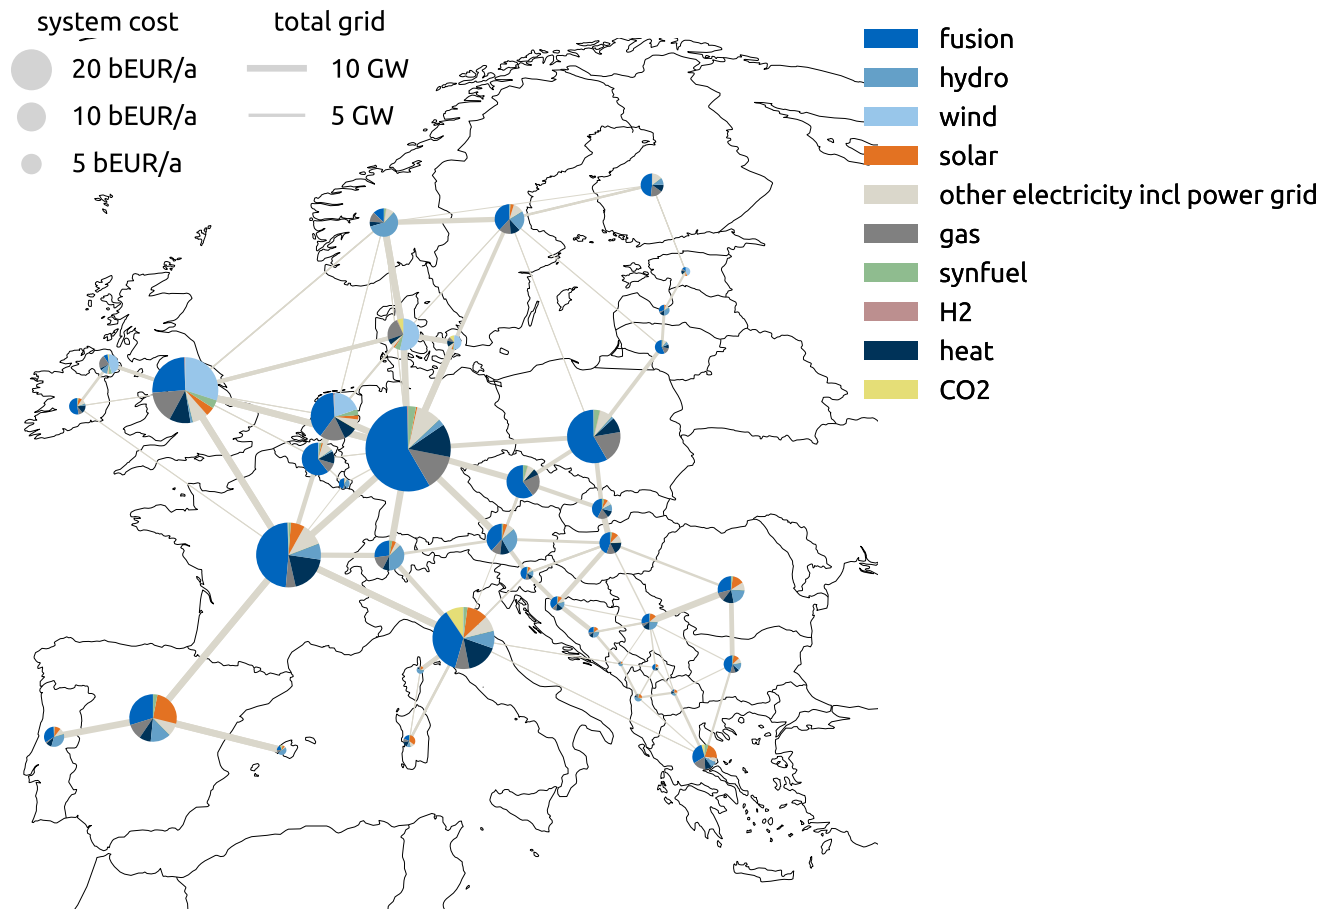 system cost
20 bEUR/a
10 bEUR/a
5 bEUR/a
total grid
10 GW
5 GW
fusion
hydro
wind
solar
other electricity incl power grid
gas
synfuel
H2
heat
CO2